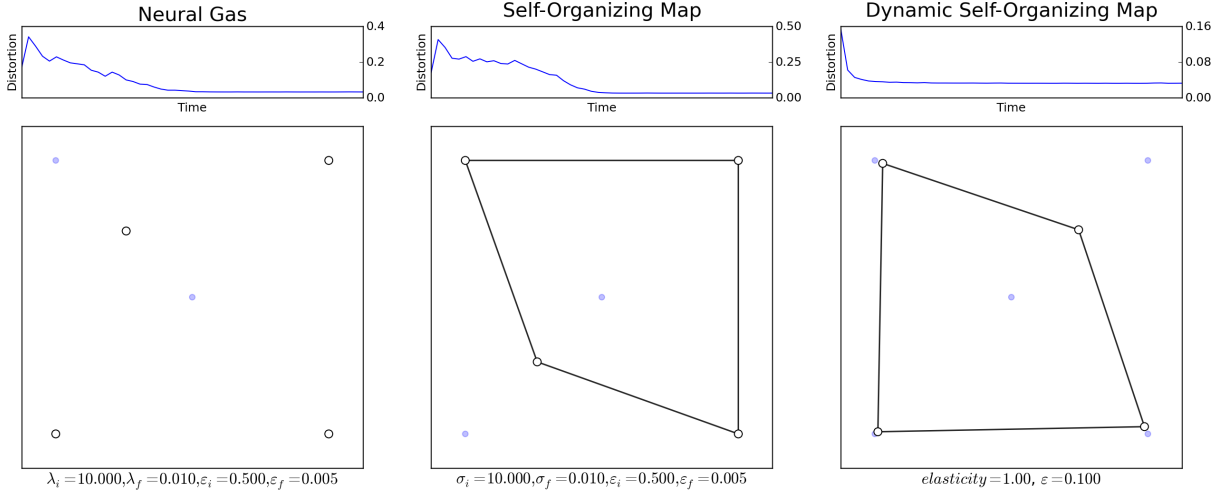 Neural Gas
0.4
Distortion
0.2
0.0
Time
λi=10.000,λf=0.010,εi=0.500,εf=0.005
Self-Organizing Map
0.50
Distortion
0.25
0.00
Time
σi=10.000,σf=0.010,εi=0.500,εf=0.005
Dynamic Self-Organizing Map
0.16
Distortion
0.08
0.00
Time
elasticity=1.00, ε=0.100